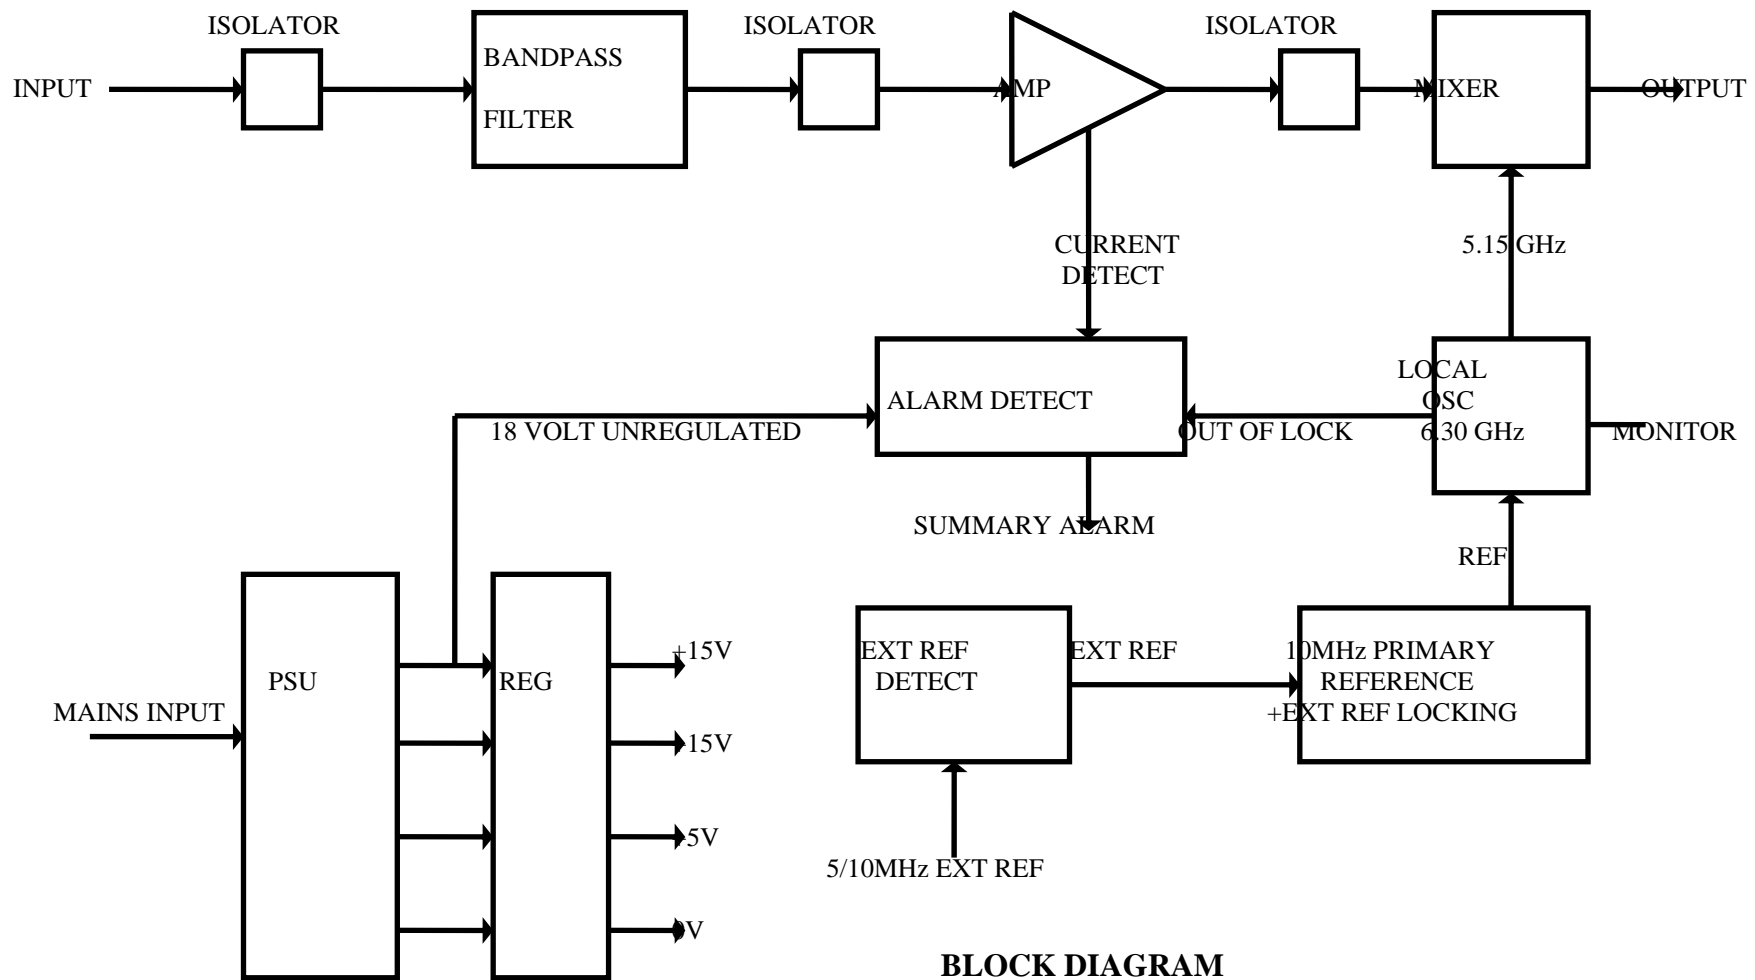 ISOLATOR
ISOLATOR
ISOLATOR
BANDPASS
FILTER
INPUT
AMP
MIXER
OUTPUT
CURRENT
DETECT
5.15 GHz
LOCAL
OSC
6.30 GHz
ALARM DETECT
18 VOLT UNREGULATED
OUT OF LOCK
MONITOR
SUMMARY ALARM
REF
PSU
REG
+15V
15V
5V
0V
MAINS INPUT
EXT REF
DETECT
EXT REF
10MHz PRIMARY
REFERENCE
+EXT REF LOCKING
5/10MHz EXT REF
BLOCK DIAGRAM